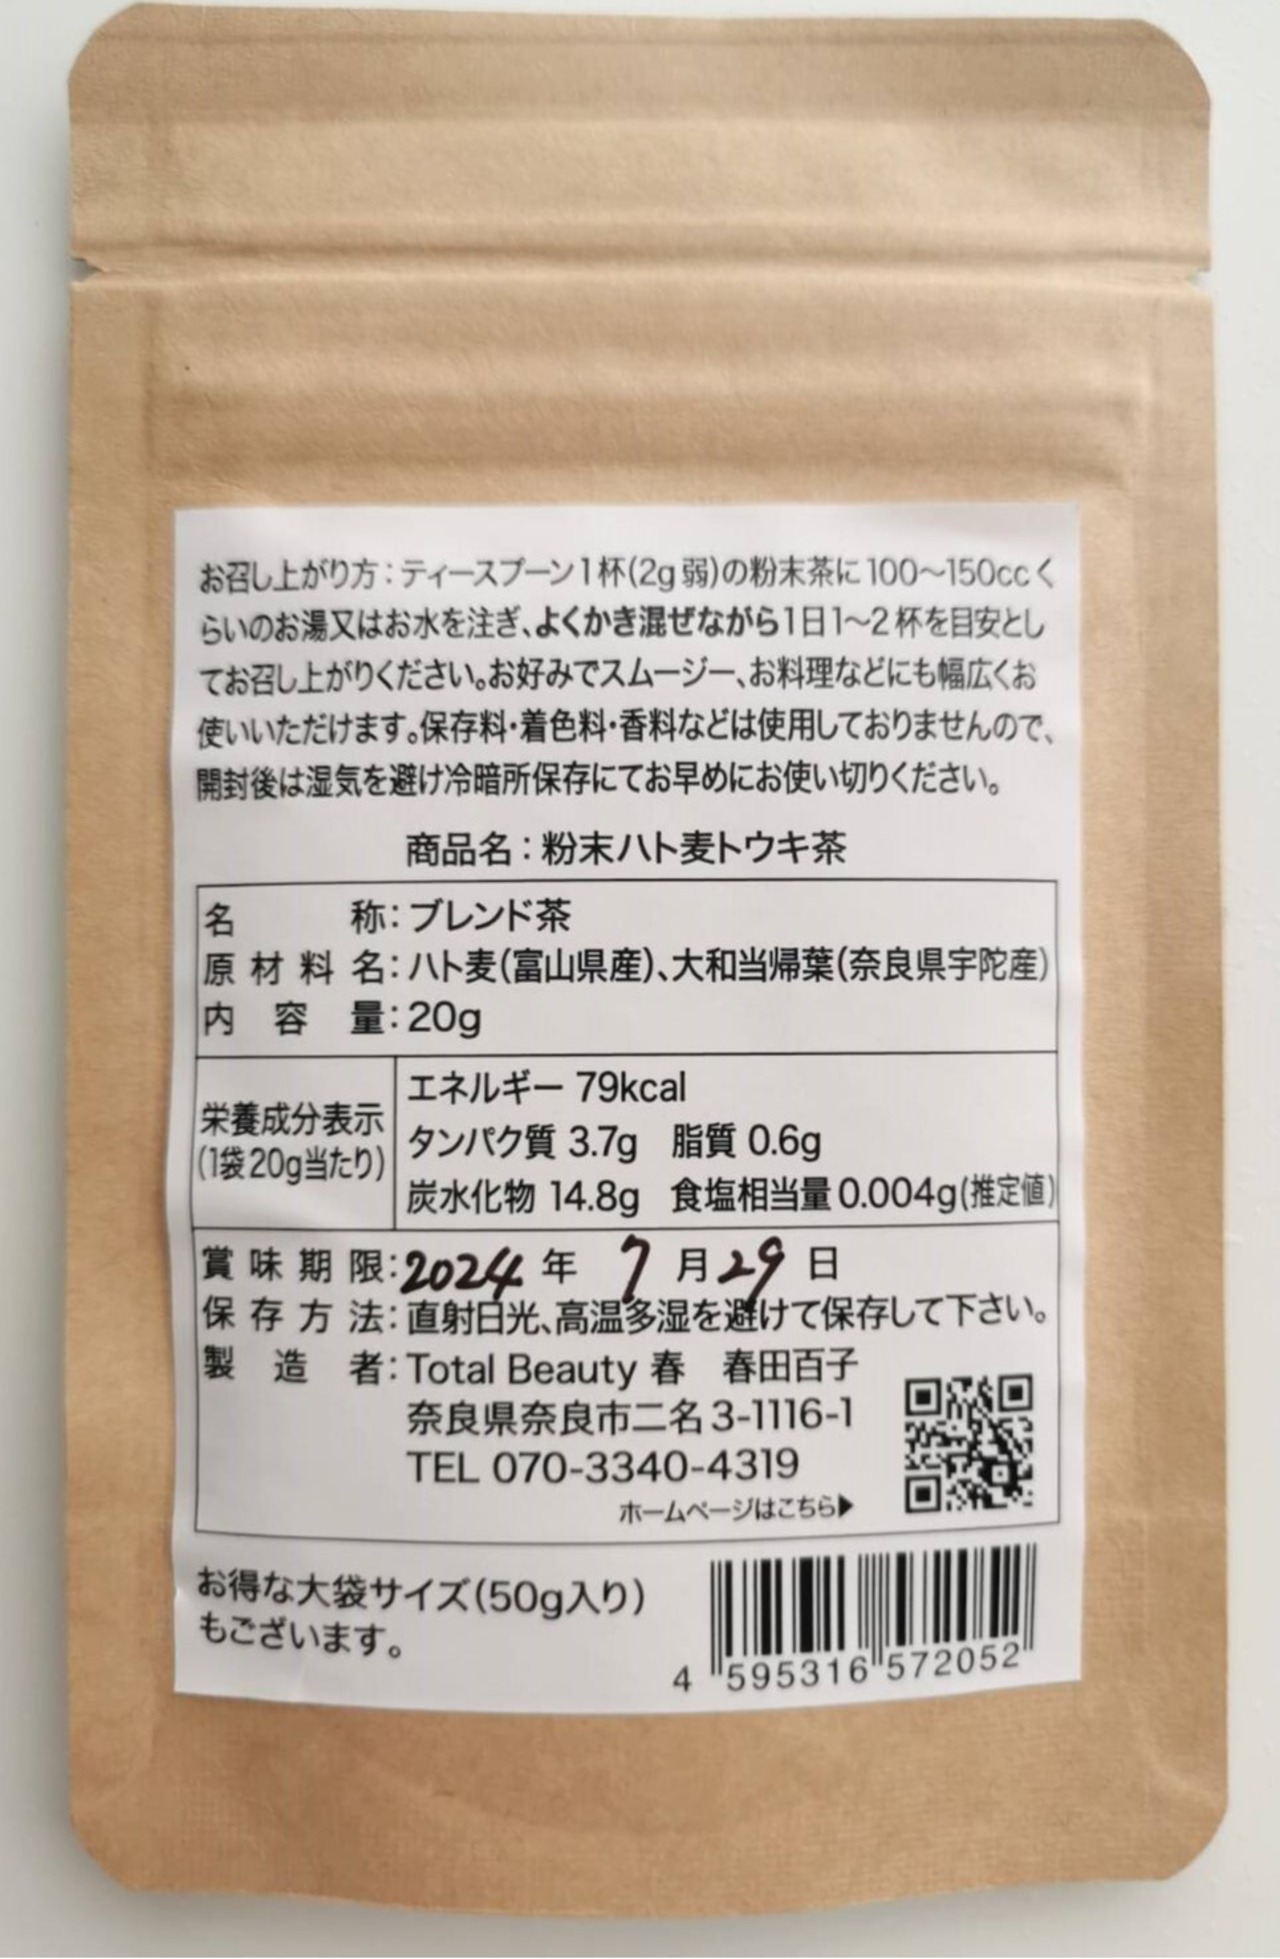 お召し上がり方：ティースプーン1杯(2g弱)の粉末茶に100〜150ccく
らいのお湯又はお水を注ぎ、よくかき混ぜながら1日1〜2杯を目安とし
てお召し上がりください。お好みでスムージー、お料理などにも幅広くお
使いいただけます。保存料・着色料・香料などは使用しておりませんので、
開封後は湿気を避け冷暗所保存にてお早めにお使い切りください。
商品名：粉末ハト麦トウキ茶
名称：ブレンド茶
原材料名：ハト麦(富山県産)、大和当帰葉(奈良県宇陀産)
内容量：20g
栄養成分表示
(1袋20g当たり)
エネルギー 79kcal
タンパク質 3.7g 脂質 0.6g
炭水化物 14.8g 食塩相当量0.004g(推定値)
賞味期限：2024年 7月29日
保存方法：直射日光、高温多湿を避けて保存して下さい。
製造者：Total Beauty 春 春田百子
奈良県奈良市二名3-1116-1
TEL 070-3340-4319
ホームページはこちら▶
お得な大袋サイズ(50g入り)
もございます。
4 595316 572052